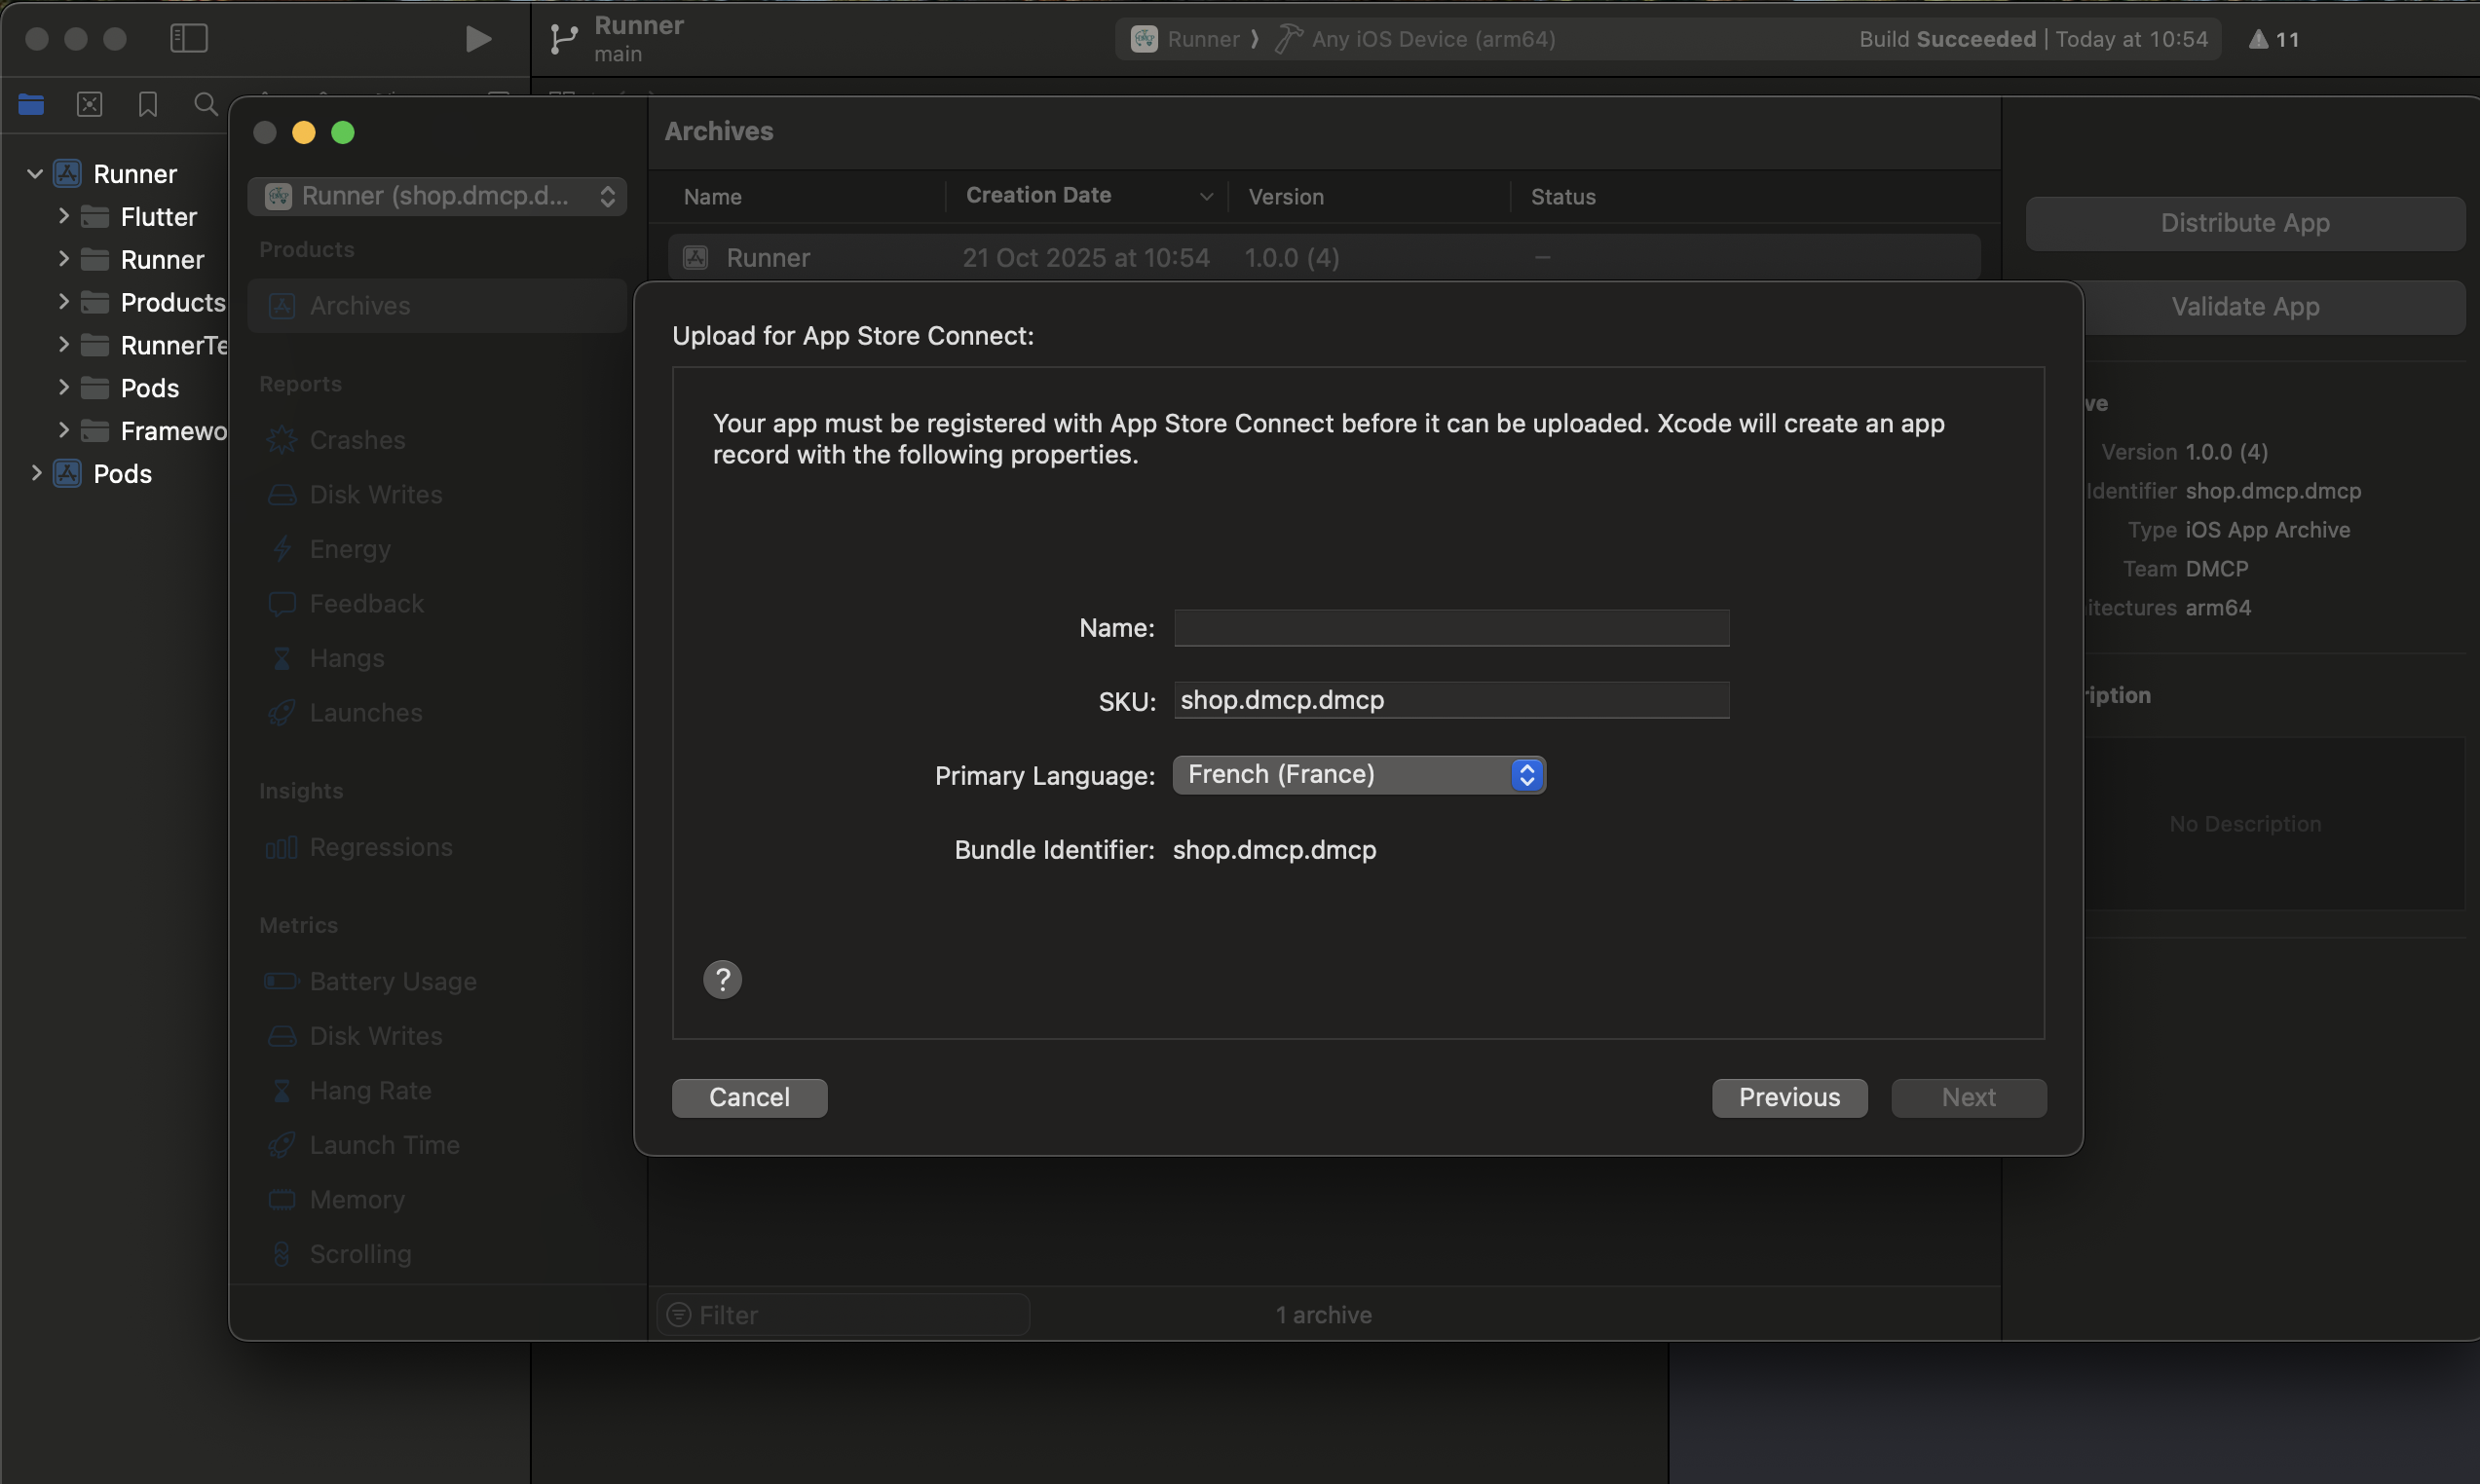 Runner
main
Runner
Any iOS Device (arm64)
Build Succeeded | Today at 10:54
11
Runner
Flutter
Runner
Products
RunnerTe
Pods
Framewo
Pods
Runner (shop.dmcp.d...
Products
Archives
Reports
Crashes
Disk Writes
Energy
Feedback
Hangs
Launches
Insights
Regressions
Metrics
Battery Usage
Disk Writes
Hang Rate
Launch Time
Memory
Scrolling
Archives
Name
Creation Date
Version
Status
Runner
21 Oct 2025 at 10:54
1.0.0 (4)
–
Upload for App Store Connect:
Your app must be registered with App Store Connect before it can be uploaded. Xcode will create an app
record with the following properties.
Name:
SKU: shop.dmcp.dmcp
Primary Language: French (France)
Bundle Identifier: shop.dmcp.dmcp
?
Cancel
Previous
Next
Filter
1 archive
Distribute App
Validate App
ve
Version 1.0.0 (4)
Identifier shop.dmcp.dmcp
Type iOS App Archive
Team DMCP
itectures arm64
ription
No Description